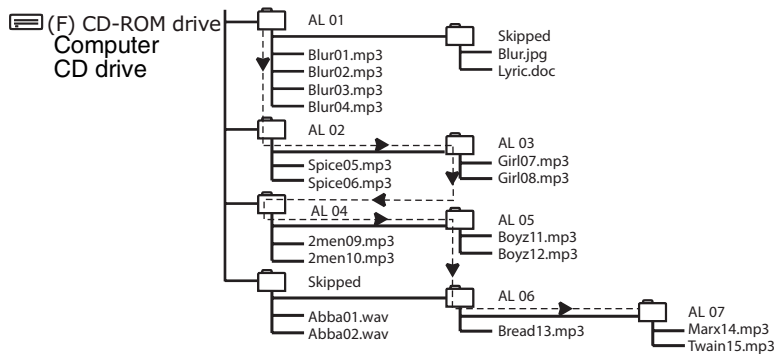 (F) CD-ROM drive
Computer
CD drive
AL 01
Blur01.mp3
Blur02.mp3
Blur03.mp3
Blur04.mp3
Skipped
Blur.jpg
Lyric.doc
AL 02
Spice05.mp3
Spice06.mp3
AL 03
Girl07.mp3
Girl08.mp3
AL 04
2men09.mp3
2men10.mp3
AL 05
Boyz11.mp3
Boyz12.mp3
Skipped
Abba01.wav
Abba02.wav
AL 06
Bread13.mp3
AL 07
Marx14.mp3
Twain15.mp3